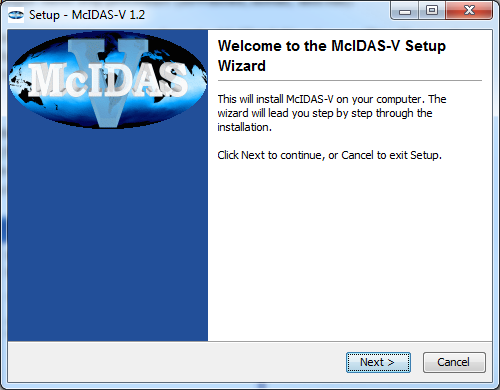 Setup - McIDAS-V 1.2
McIDAS
V
Welcome to the McIDAS-V Setup
Wizard
This will install McIDAS-V on your computer. The
wizard will lead you step by step through the
installation.
Click Next to continue, or Cancel to exit Setup.
Next >
Cancel